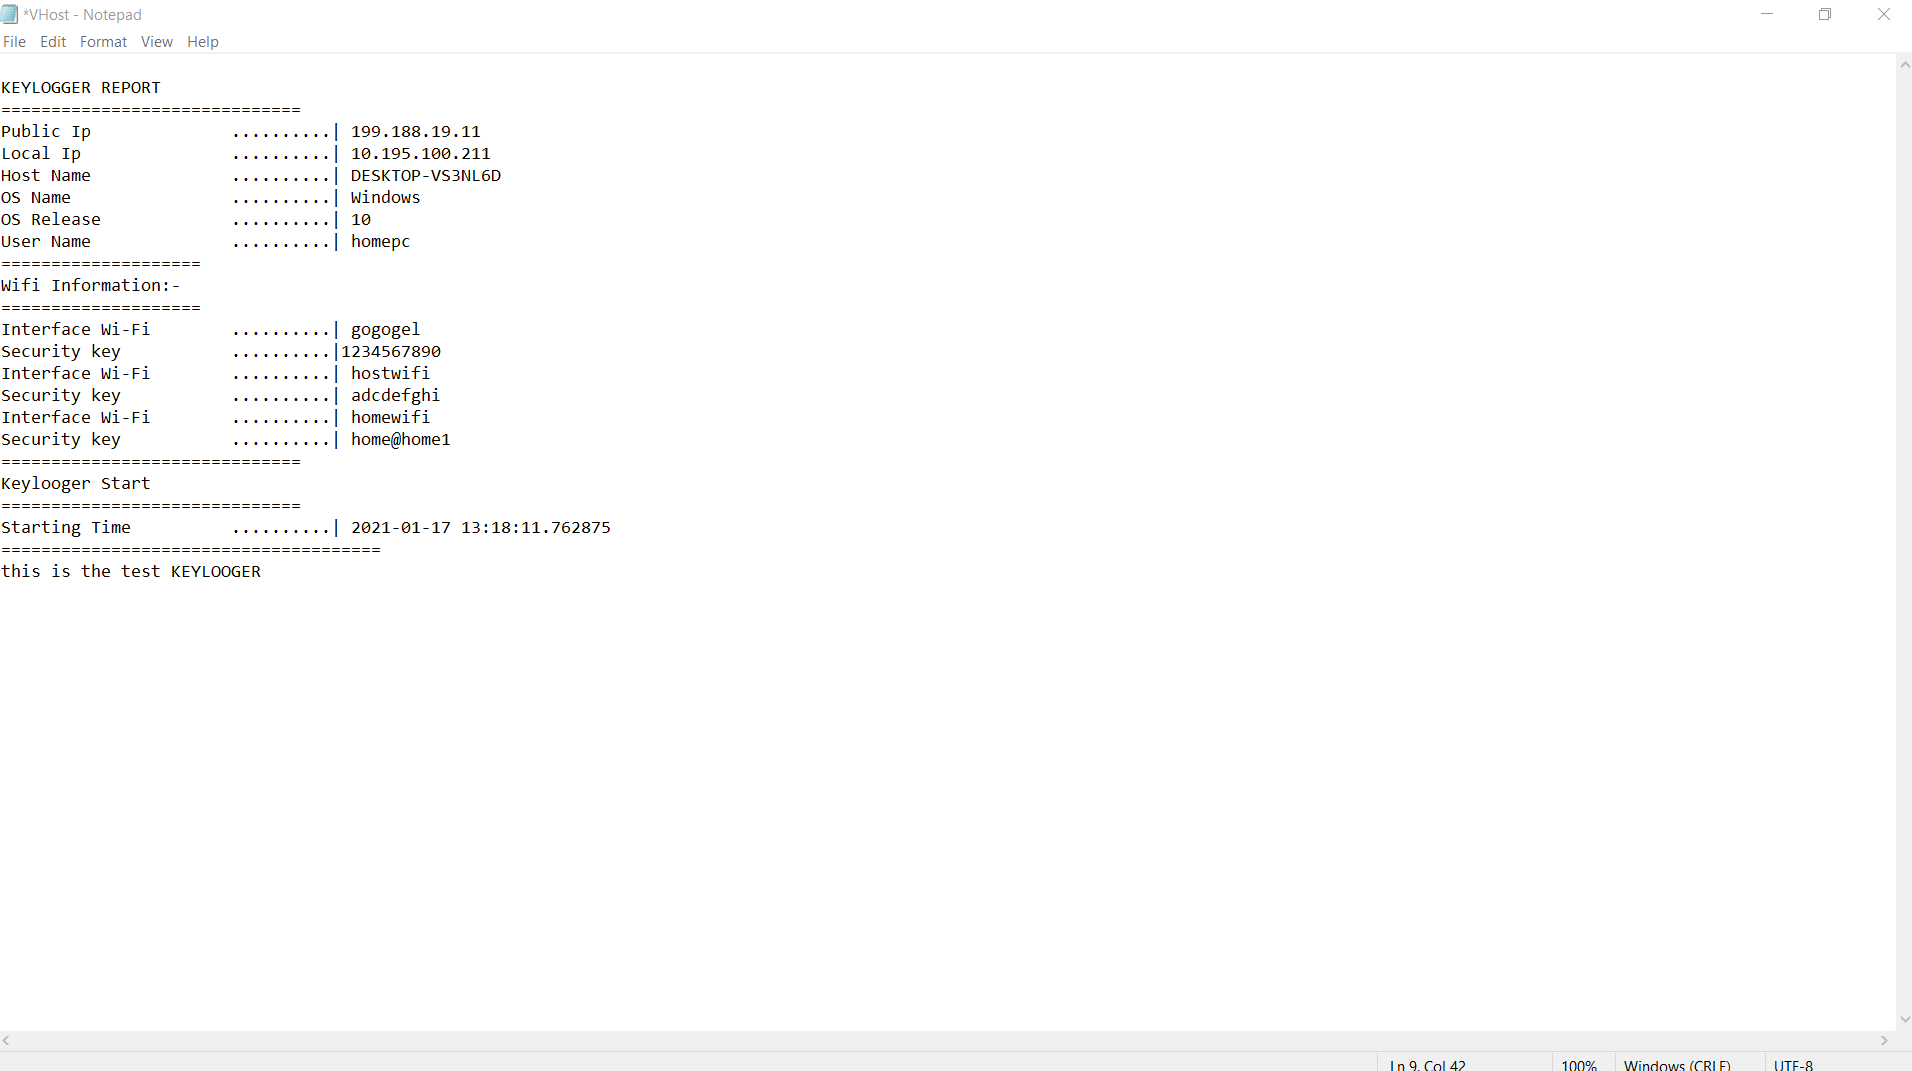 *VHost - Notepad
File Edit Format View Help
KEYLOGGER REPORT
==============================
Public Ip ..........| 199.188.19.11
Local Ip ..........| 10.195.100.211
Host Name ..........| DESKTOP-VS3NL6D
OS Name ..........| Windows
OS Release ..........| 10
User Name ..........| homepc
====================
Wifi Information:-
====================
Interface Wi-Fi ..........| gogogel
Security key ..........|1234567890
Interface Wi-Fi ..........| hostwifi
Security key ..........| adcdefghi
Interface Wi-Fi ..........| homewifi
Security key ..........| home@home1
==============================
Keylooger Start
==============================
Starting Time ..........| 2021-01-17 13:18:11.762875
======================================
this is the test KEYLOOGER
Ln 9, Col 42 100% Windows (CRLF) UTF-8